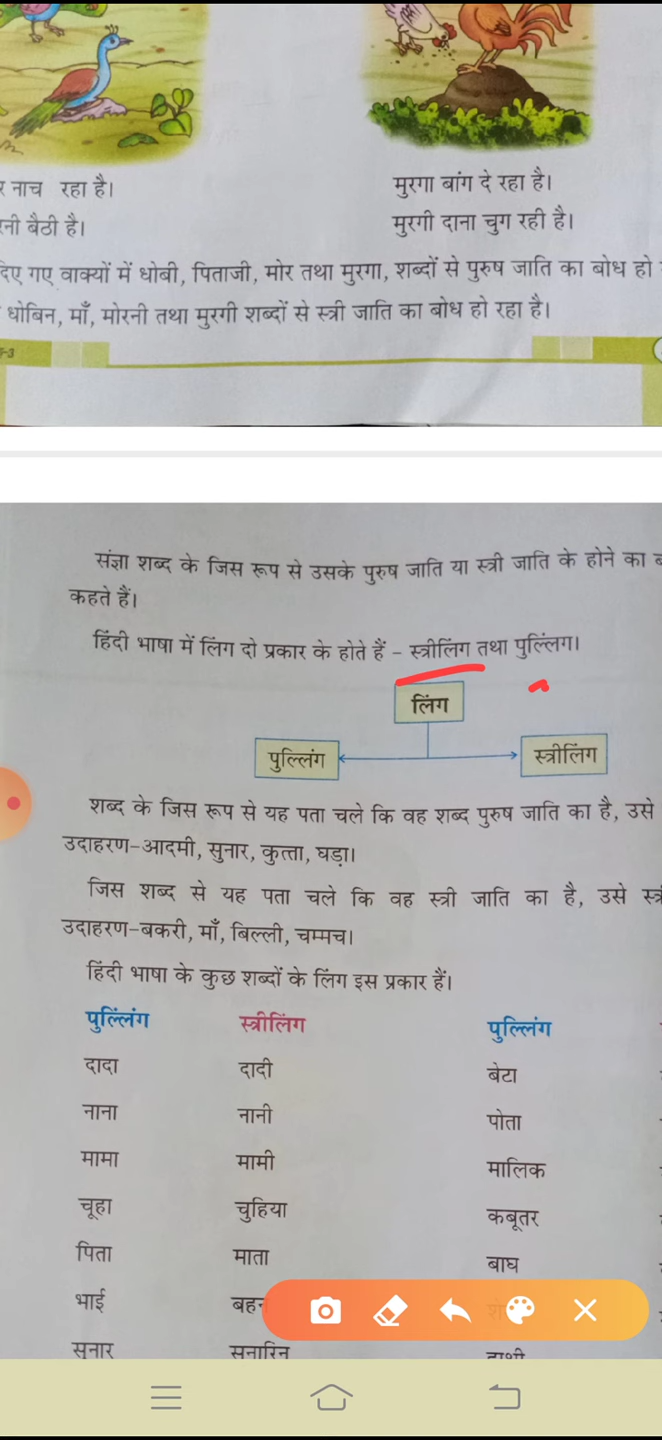 नाच रहा है।
मुरगा बांग दे रहा है।
बैठी है।
मुरगी दाना चुग रही है।
गए वाक्यों में धोबी, पिताजी, मोर तथा मुरगा, शब्दों से पुरुष जाति का बोध हो
धोबिन, माँ, मोरनी तथा मुरगी शब्दों से स्त्री जाति का बोध हो रहा है।
संज्ञा शब्द के जिस रूप से उसके पुरुष जाति या स्त्री जाति के होने का
कहते हैं।
हिंदी भाषा में लिंग दो प्रकार के होते हैं - स्त्रीलिंग तथा पुल्लिंग।
लिंग
पुल्लिंग
स्त्रीलिंग
शब्द के जिस रूप से यह पता चले कि वह शब्द पुरुष जाति का है, उसे
उदाहरण-आदमी, सुनार, कुत्ता, घड़ा।
जिस शब्द से यह पता चले कि वह स्त्री जाति का है, उसे
उदाहरण-बकरी, माँ, बिल्ली, चम्मच।
हिंदी भाषा के कुछ शब्दों के लिंग इस प्रकार हैं।
पुल्लिंग स्त्रीलिंग पुल्लिंग
दादा दादी बेटा
नाना नानी पोता
मामा मामी मालिक
चूहा चुहिया कबूतर
पिता माता बाघ
भाई
सुनार सुनारिन